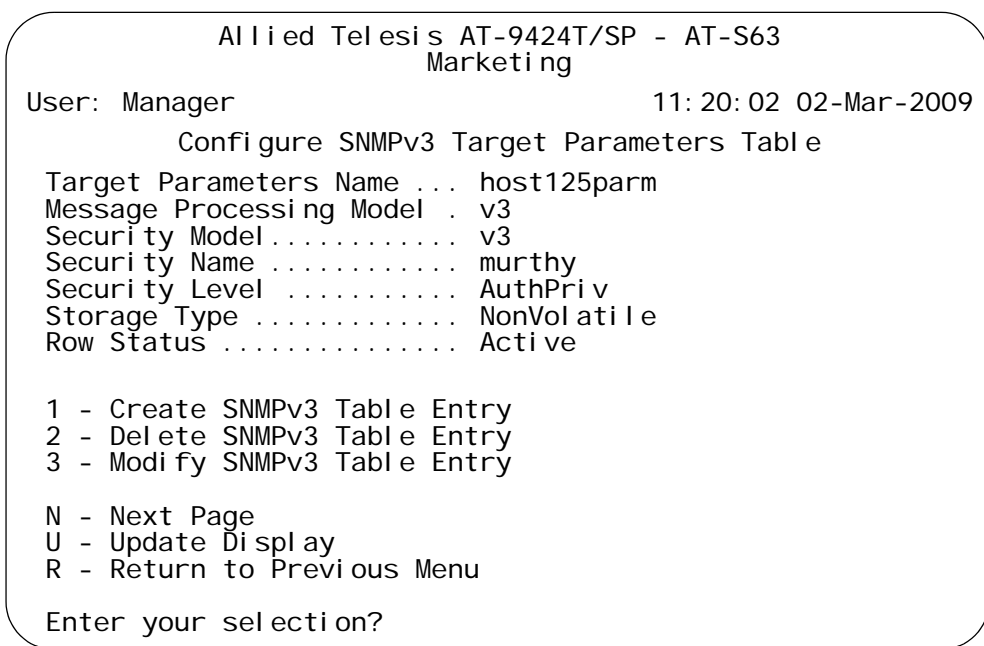 Allied Telesis AT-9424T/SP - AT-S63
Marketing
User: Manager 11:20:02 02-Mar-2009
Configure SNMPv3 Target Parameters Table
Target Parameters Name ... host125parm
Message Processing Model . v3
Security Model............ v3
Security Name ............ murthy
Security Level ........... AuthPriv
Storage Type ............. NonVolatile
Row Status ............... Active
1 - Create SNMPv3 Table Entry
2 - Delete SNMPv3 Table Entry
3 - Modify SNMPv3 Table Entry
N - Next Page
U - Update Display
R - Return to Previous Menu
Enter your selection?